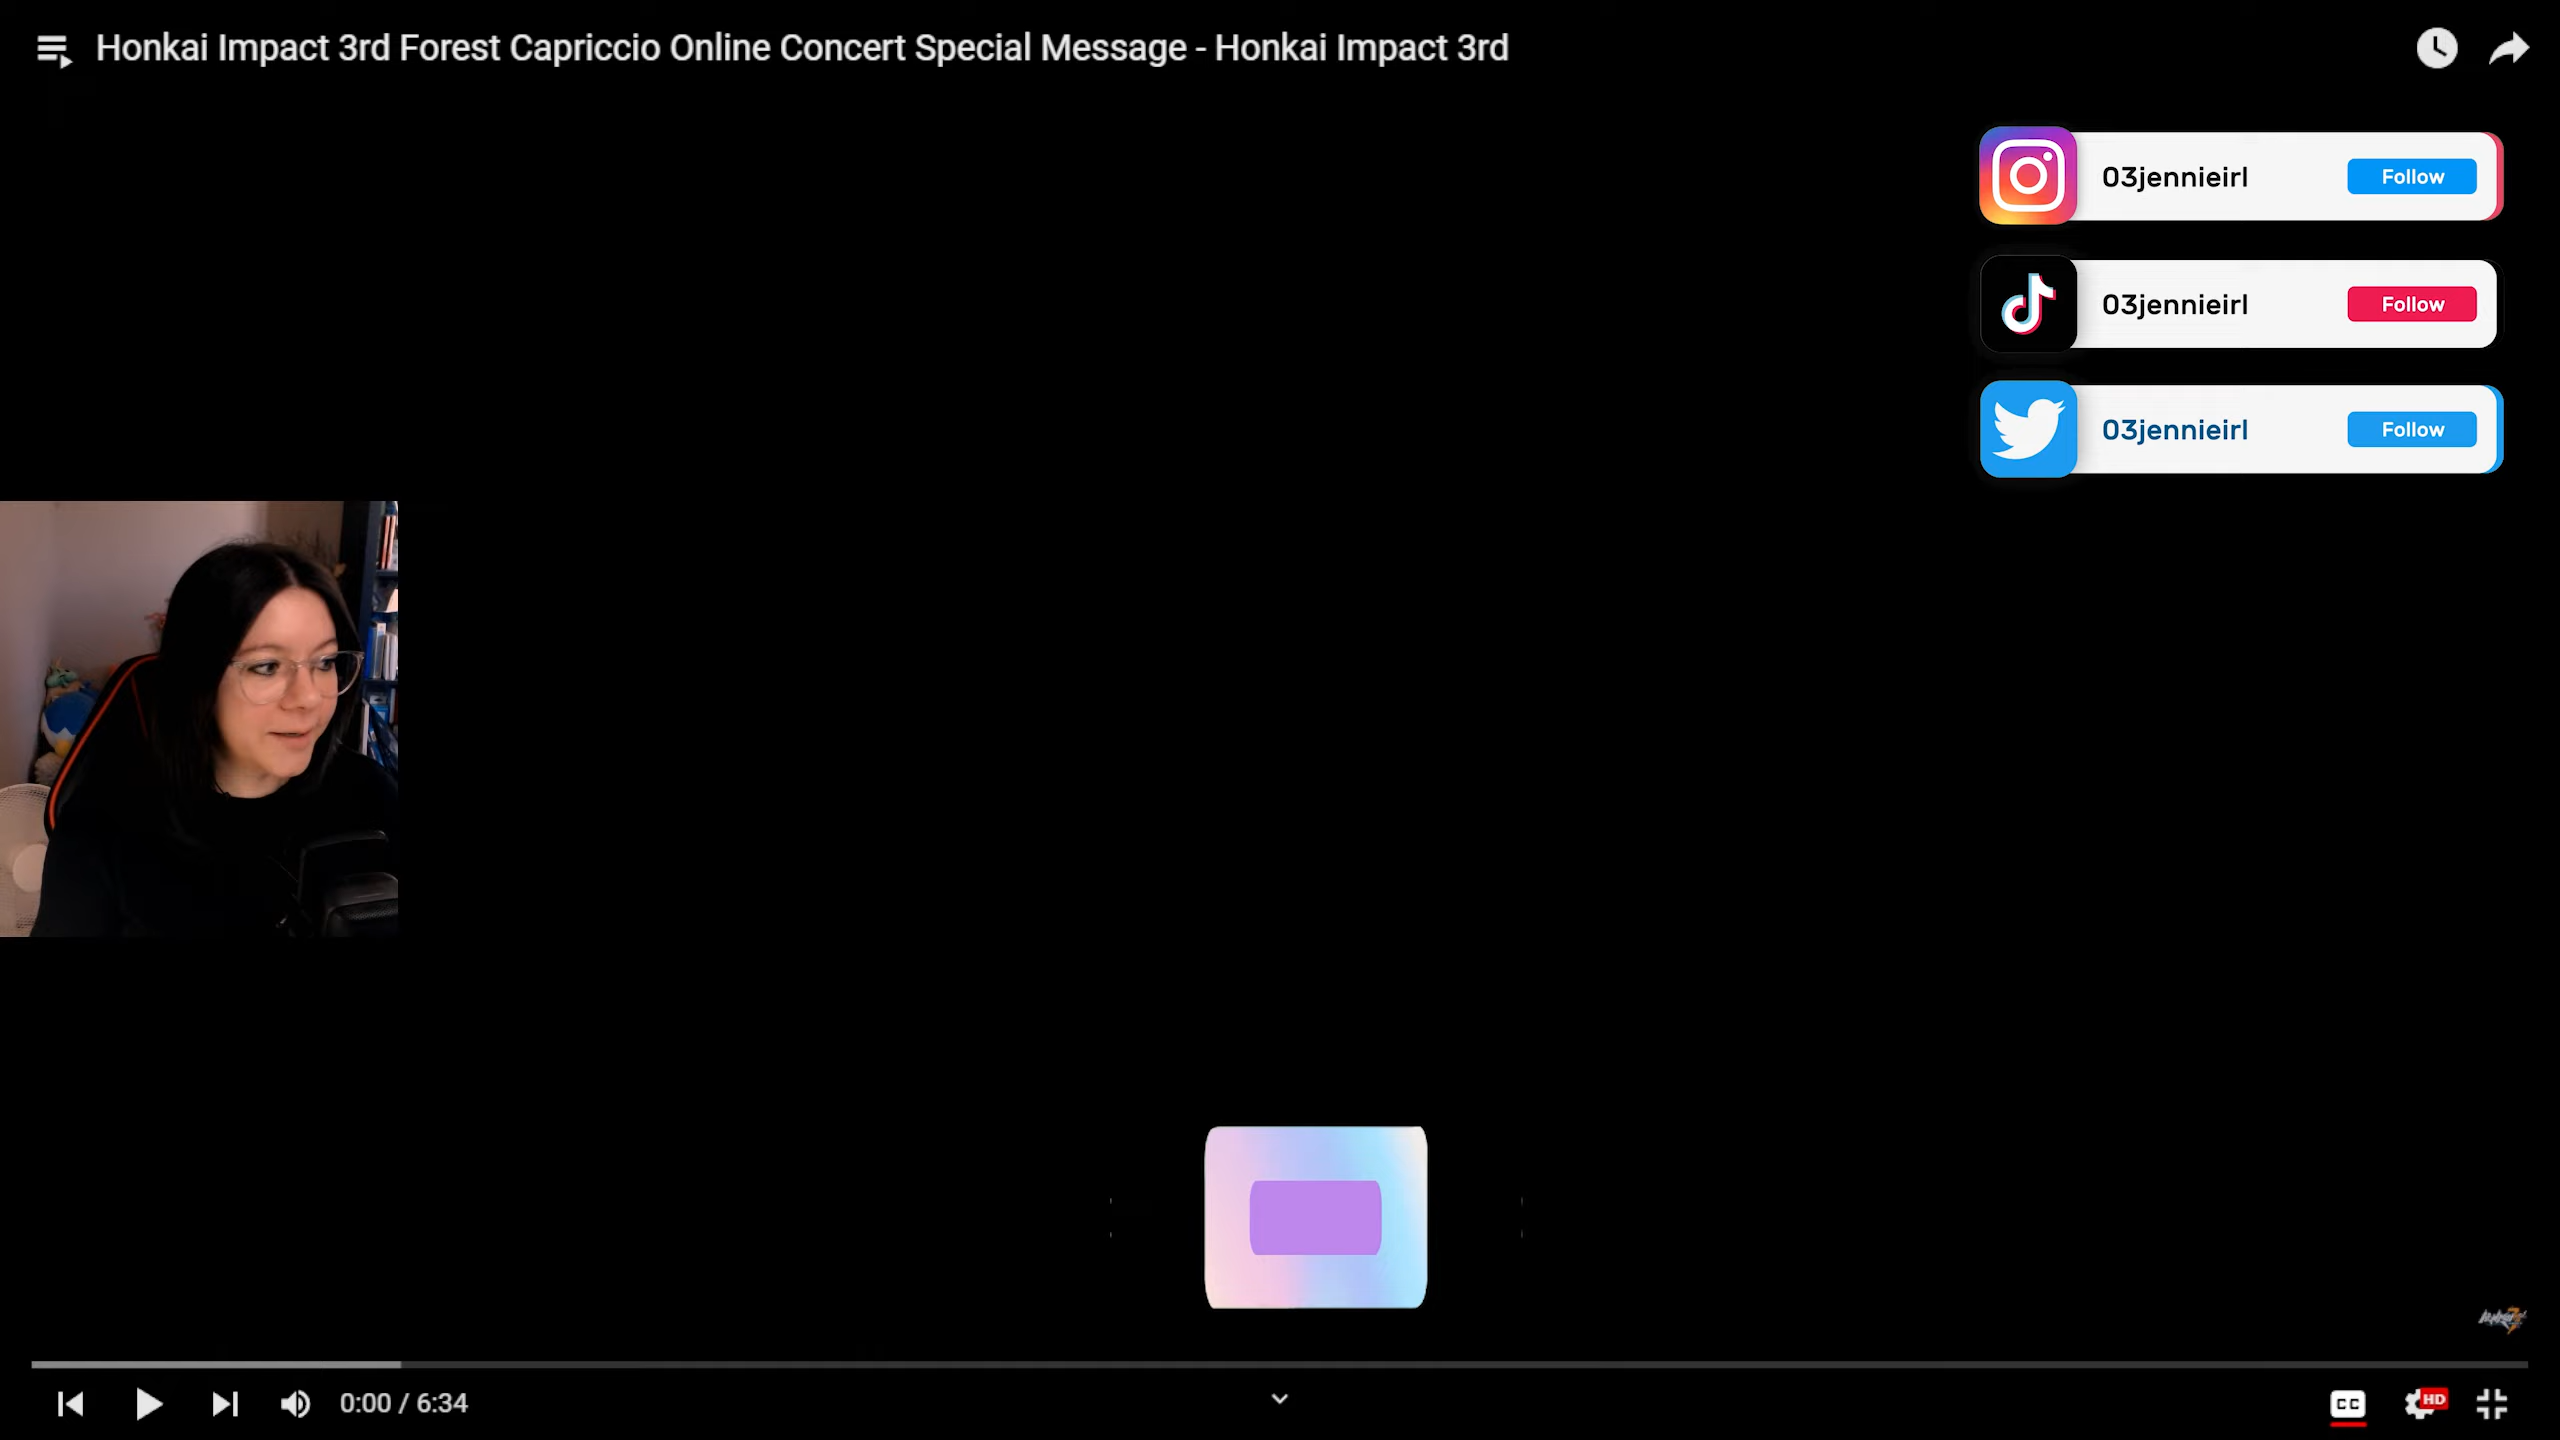 Honkai Impact 3rd Forest Capriccio Online Concert Special Message - Honkai Impact 3rd
03jennieirl
Follow
03jennieirl
Follow
03jennieirl
Follow
0:00 / 6:34
CC
HD